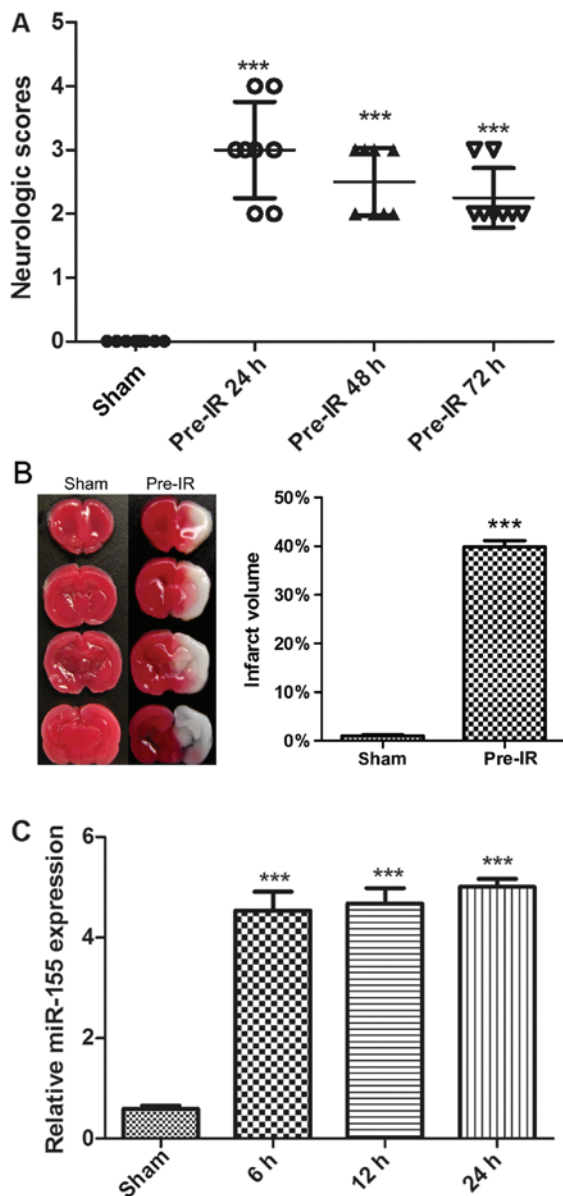 A
Neurologic scores
5
4
3
2
1
0
***
***
***
Sham
Pre-IR 24 h
Pre-IR 48 h
Pre-IR 72 h
B
Sham Pre-IR
Infarct volume
50%
40%
30%
20%
10%
0%
***
Sham Pre-IR
C
Relative miR-155 expression
6
4
2
0
***
***
***
Sham
6 h
12 h
24 h